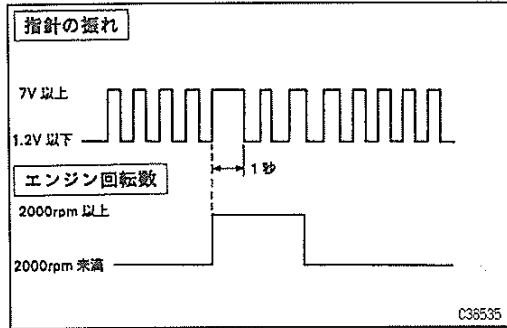 指針の振れ
7V 以上
1.2V 以下
1 秒
エンジン回転数
2000rpm 以上
2000rpm 未満
C36535